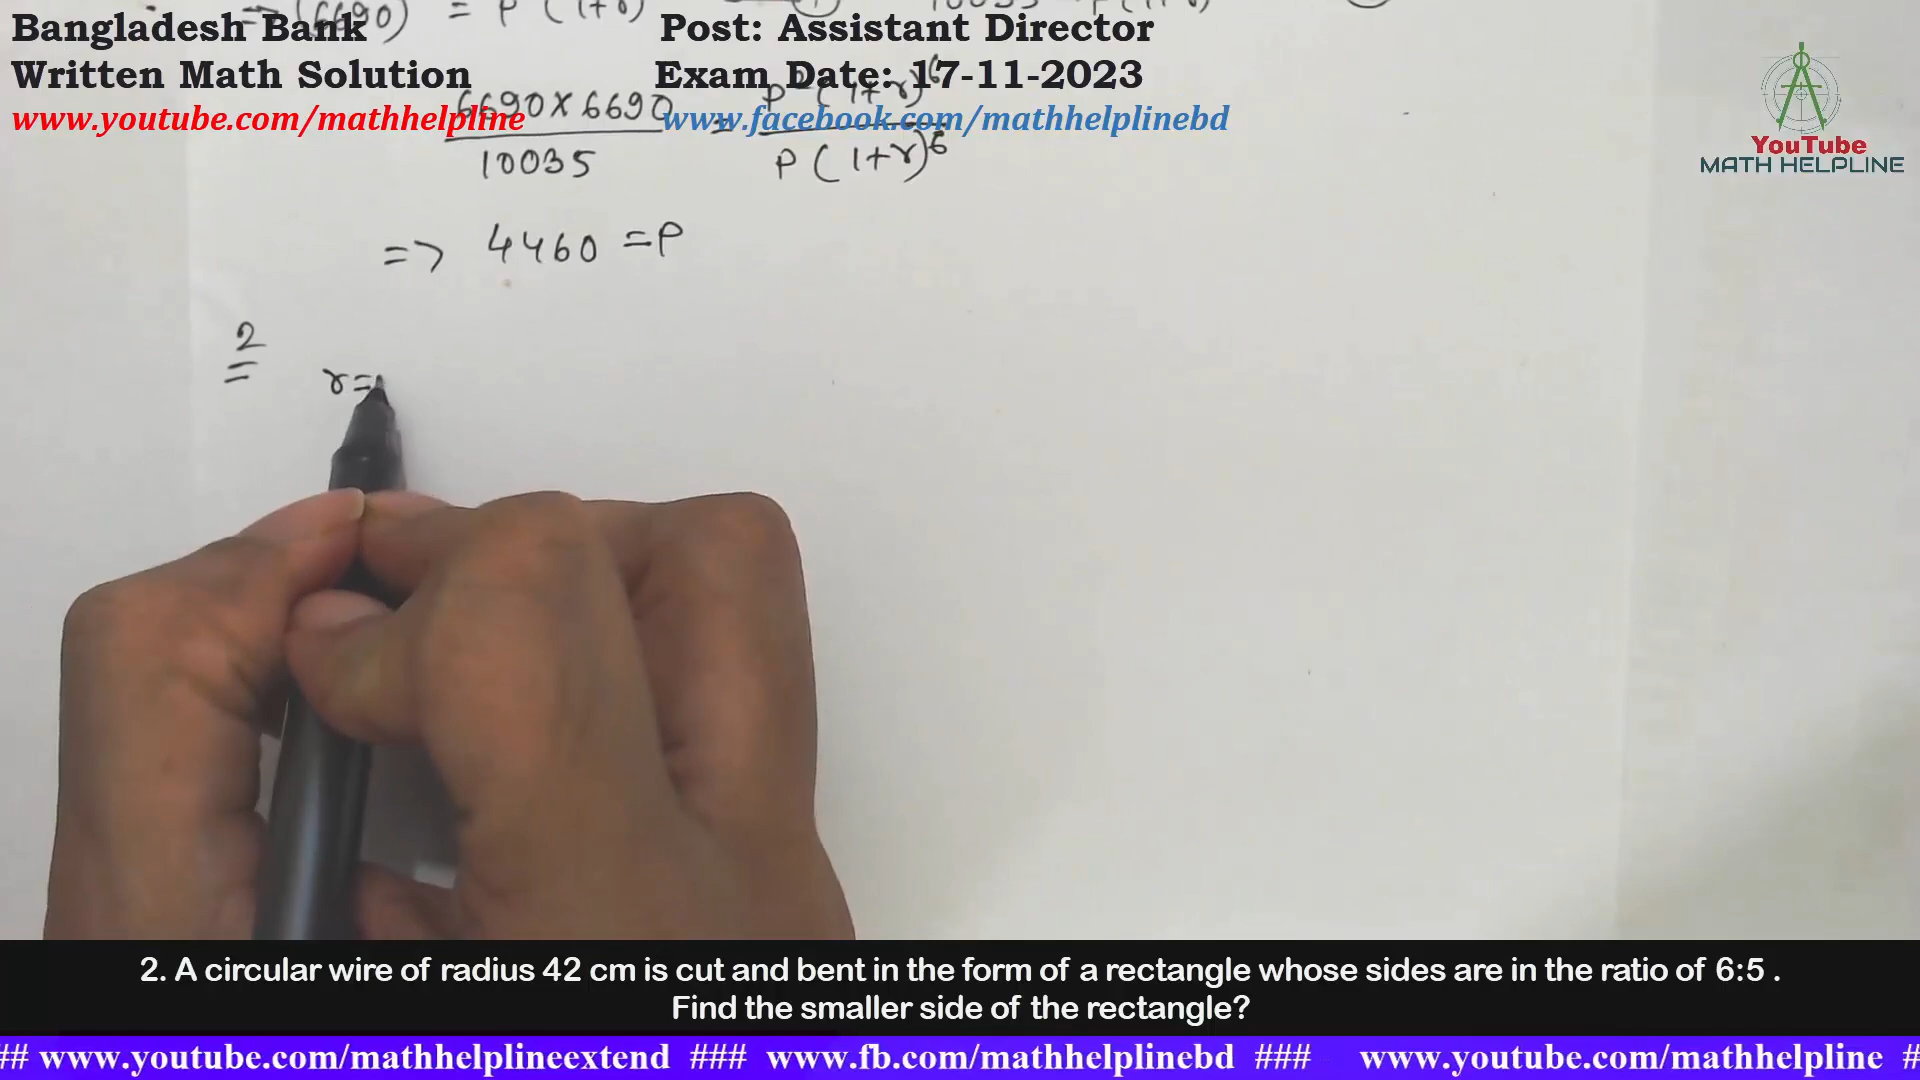 => (6690) = P (1+r)
Bangladesh Bank Post: Assistant Director
Written Math Solution Exam Date: 17-11-2023
www.youtube.com/mathhelpline www.facebook.com/mathhelplinebd
YouTube
MATH HELPLINE
6690 × 6690 = P² (1+r)⁶
10035 P (1+r)⁶
=> 4460 = P
2
r =
2. A circular wire of radius 42 cm is cut and bent in the form of a rectangle whose sides are in the ratio of 6:5 .
Find the smaller side of the rectangle?
## www.youtube.com/mathhelplineextend ### www.fb.com/mathhelplinebd ### www.youtube.com/mathhelpline #